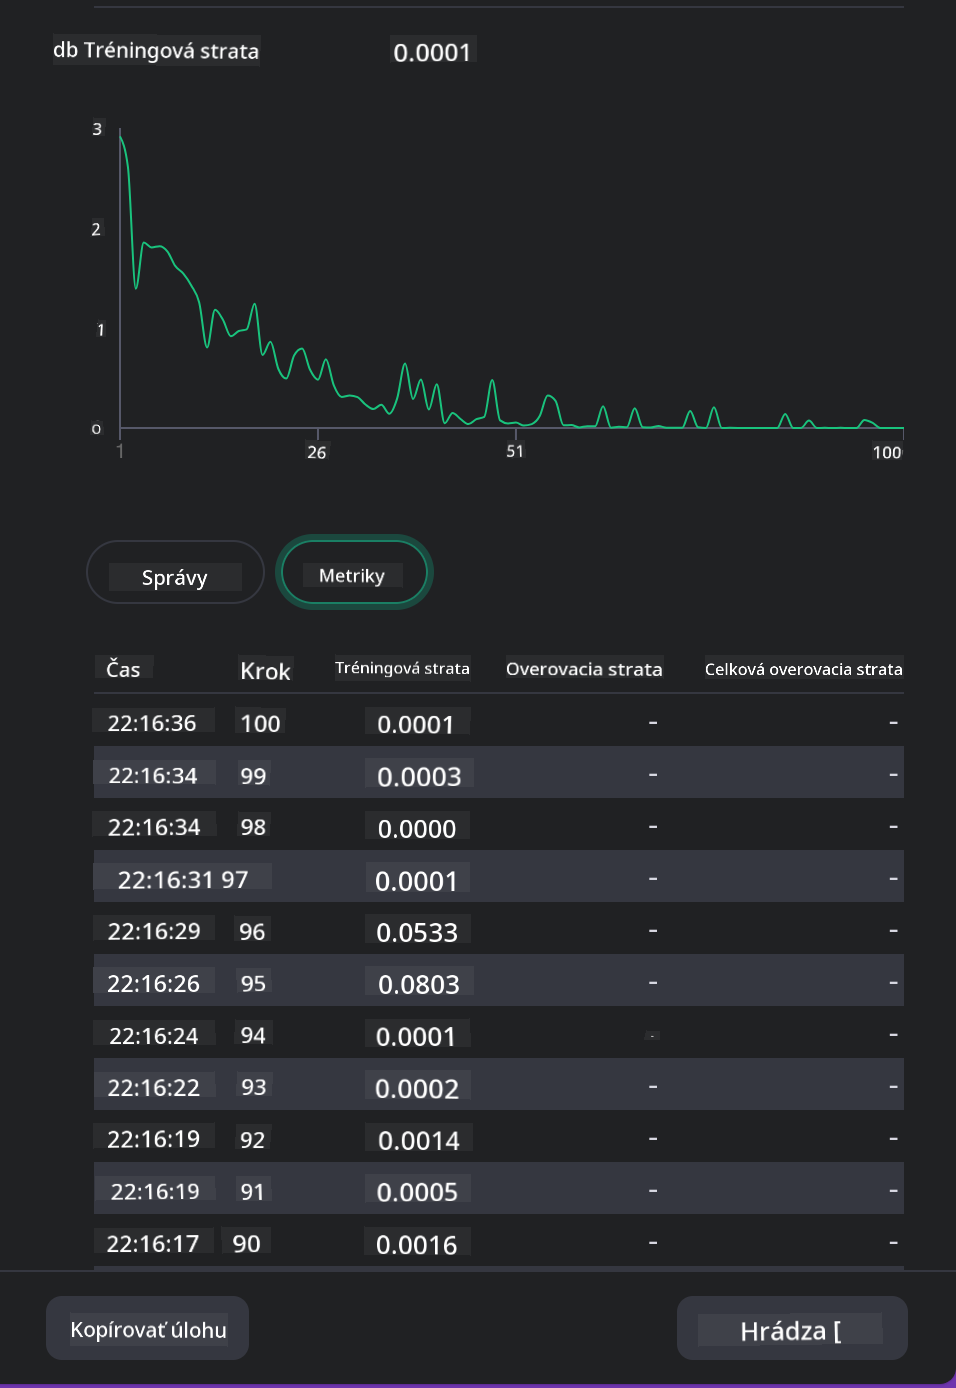 db Tréningová strata 0.0001
3
2
1
0
1 26 51 100
Správy Metriky
Čas Krok Tréningová strata Overovacia strata Celková overovacia strata
22:16:36 100 0.0001 - -
22:16:34 99 0.0003 - -
22:16:34 98 0.0000 - -
22:16:31 97 0.0001 - -
22:16:29 96 0.0533 - -
22:16:26 95 0.0803 - -
22:16:24 94 0.0001 - -
22:16:22 93 0.0002 - -
22:16:19 92 0.0014 - -
22:16:19 91 0.0005 - -
22:16:17 90 0.0016 - -
Kopírovať úlohu Hrádza [